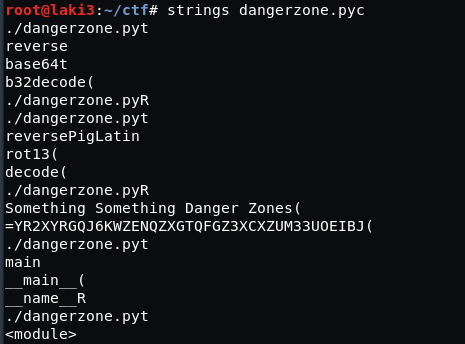 root@laki3:~/ctf# strings dangerzone.pyc
./dangerzone.pyt
reverse
base64t
b32decode(
./dangerzone.pyR
./dangerzone.pyt
reversePigLatin
rot13(
decode(
./dangerzone.pyR
Something Something Danger Zones(
=YR2XYRGQJ6KWZENQZXGTQFGZ3XCXZUM33UOEIBJ(
./dangerzone.pyt
main
__main__(
__name__R
./dangerzone.pyt
<module>